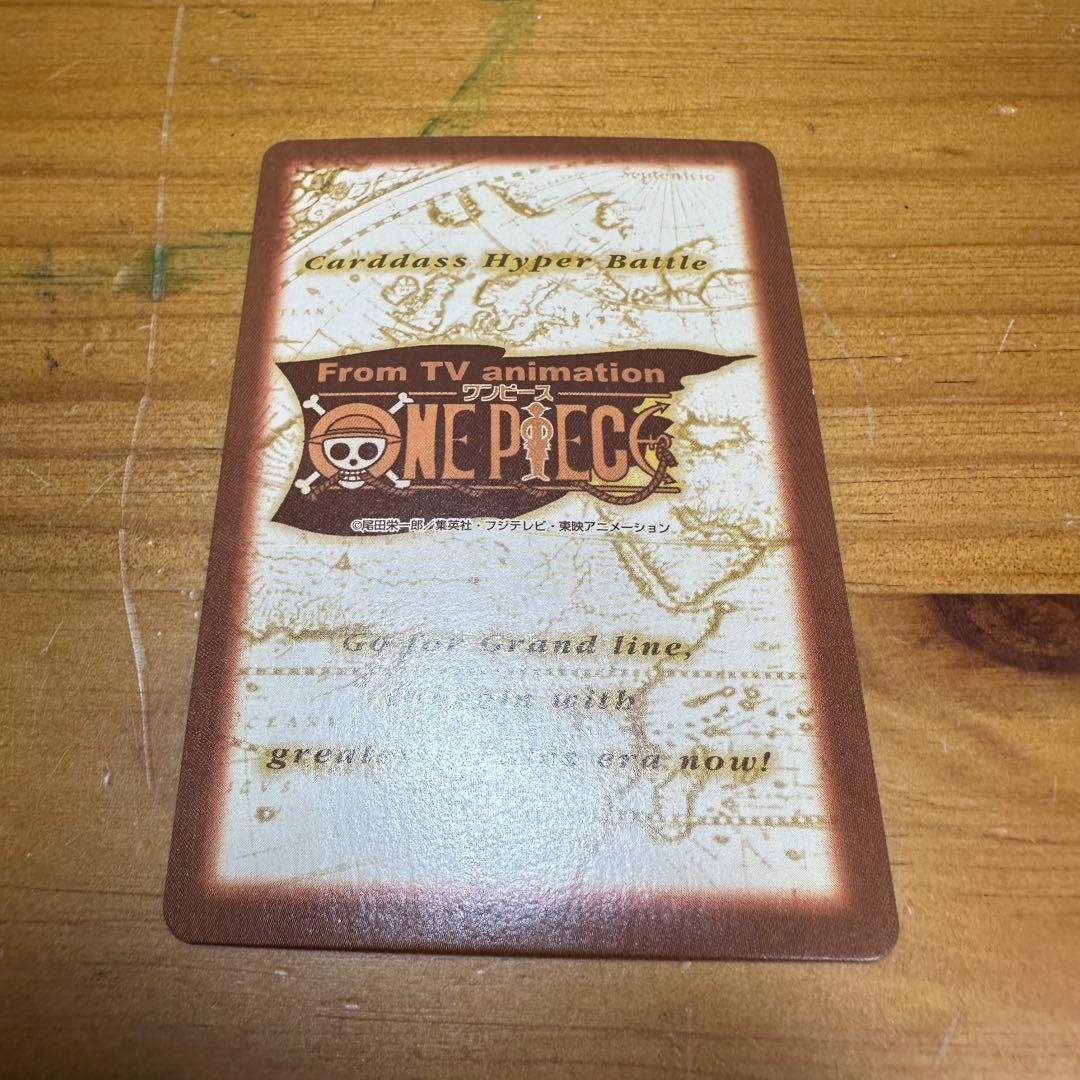 Septentrio
Carddass Hyper Battle
From TV animation
ワンピース
ONE PIECE
©尾田栄一郎／集英社・フジテレビ・東映アニメーション
Go for Grand line,
with
era now!